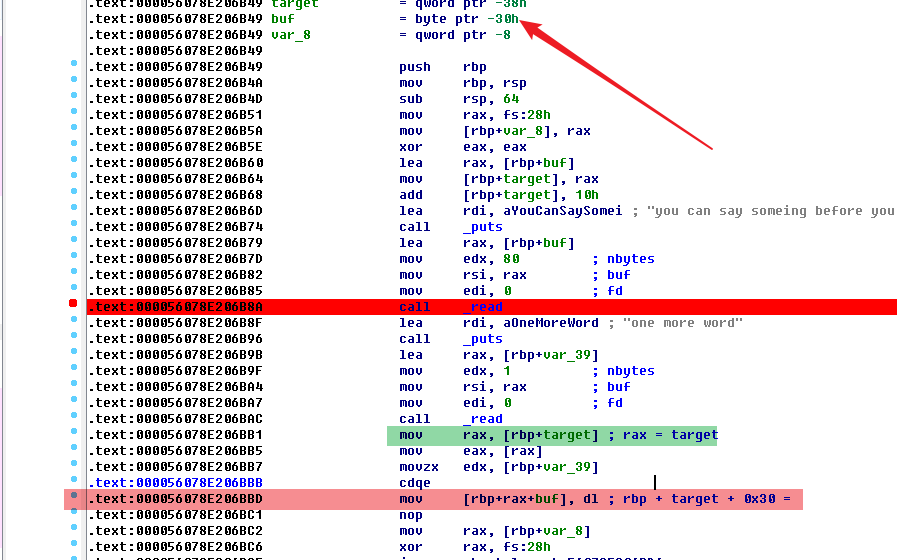 .text:000056078E206B49 target = qword ptr -38h
.text:000056078E206B49 buf = byte ptr -30h
.text:000056078E206B49 var_8 = qword ptr -8
.text:000056078E206B49
.text:000056078E206B49 push rbp
.text:000056078E206B4A mov rbp, rsp
.text:000056078E206B4D sub rsp, 64
.text:000056078E206B51 mov rax, fs:28h
.text:000056078E206B5A mov [rbp+var_8], rax
.text:000056078E206B5E xor eax, eax
.text:000056078E206B60 lea rax, [rbp+buf]
.text:000056078E206B64 mov [rbp+target], rax
.text:000056078E206B68 add [rbp+target], 10h
.text:000056078E206B6D lea rdi, aYouCanSaySomei ; "you can say someing before you
.text:000056078E206B74 call _puts
.text:000056078E206B79 lea rax, [rbp+buf]
.text:000056078E206B7D mov edx, 80 ; nbytes
.text:000056078E206B82 mov rsi, rax ; buf
.text:000056078E206B85 mov edi, 0 ; fd
.text:000056078E206B8A call _read
.text:000056078E206B8F lea rdi, aOneMoreWord ; "one more word"
.text:000056078E206B96 call _puts
.text:000056078E206B9B lea rax, [rbp+var_39]
.text:000056078E206B9F mov edx, 1 ; nbytes
.text:000056078E206BA4 mov rsi, rax ; buf
.text:000056078E206BA7 mov edi, 0 ; fd
.text:000056078E206BAC call _read
.text:000056078E206BB1 mov rax, [rbp+target] ; rax = target
.text:000056078E206BB5 mov eax, [rax]
.text:000056078E206BB7 movzx edx, [rbp+var_39]
.text:000056078E206BBB cdqe
.text:000056078E206BBD mov [rbp+rax+buf], dl ; rbp + target + 0x30 =
.text:000056078E206BC1 nop
.text:000056078E206BC2 mov rax, [rbp+var_8]
.text:000056078E206BC6 xor rax, fs:28h